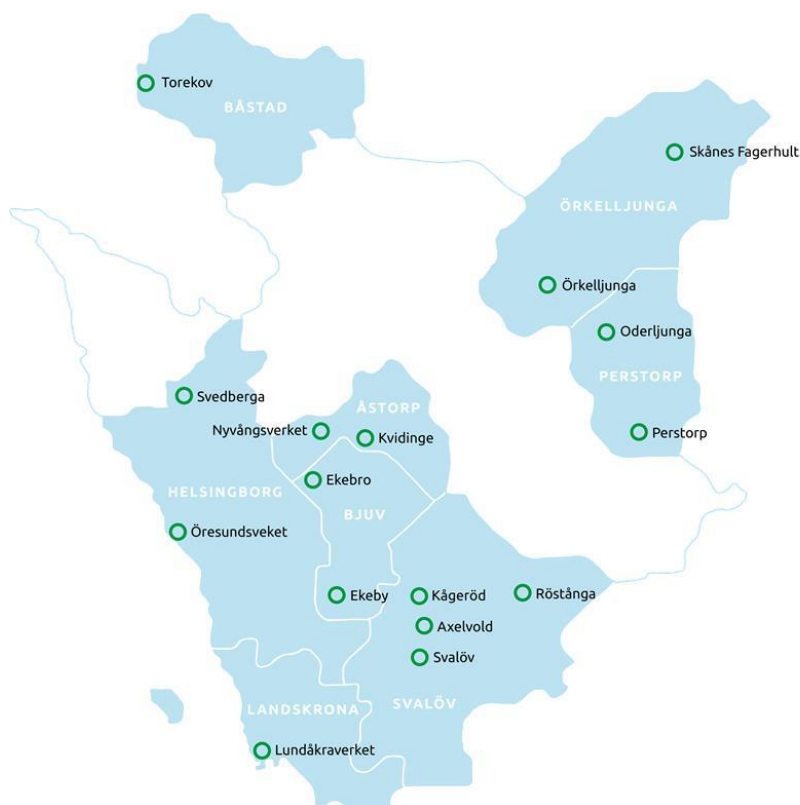 Torekov
BÅSTAD
Skånes Fagerhult
ÖRKELLJUNGA
Örkelljunga
Oderljunga
PERSTORP
Svedberga
ÅSTORP
Nyvångsverket
Kvidinge
Perstorp
Ekebro
HELSINGBORG
BJUV
Öresundsveket
Ekeby
Kågeröd
Röstånga
Axelvold
Svalöv
LANDSKRONA
SVALÖV
Lundåkraverket